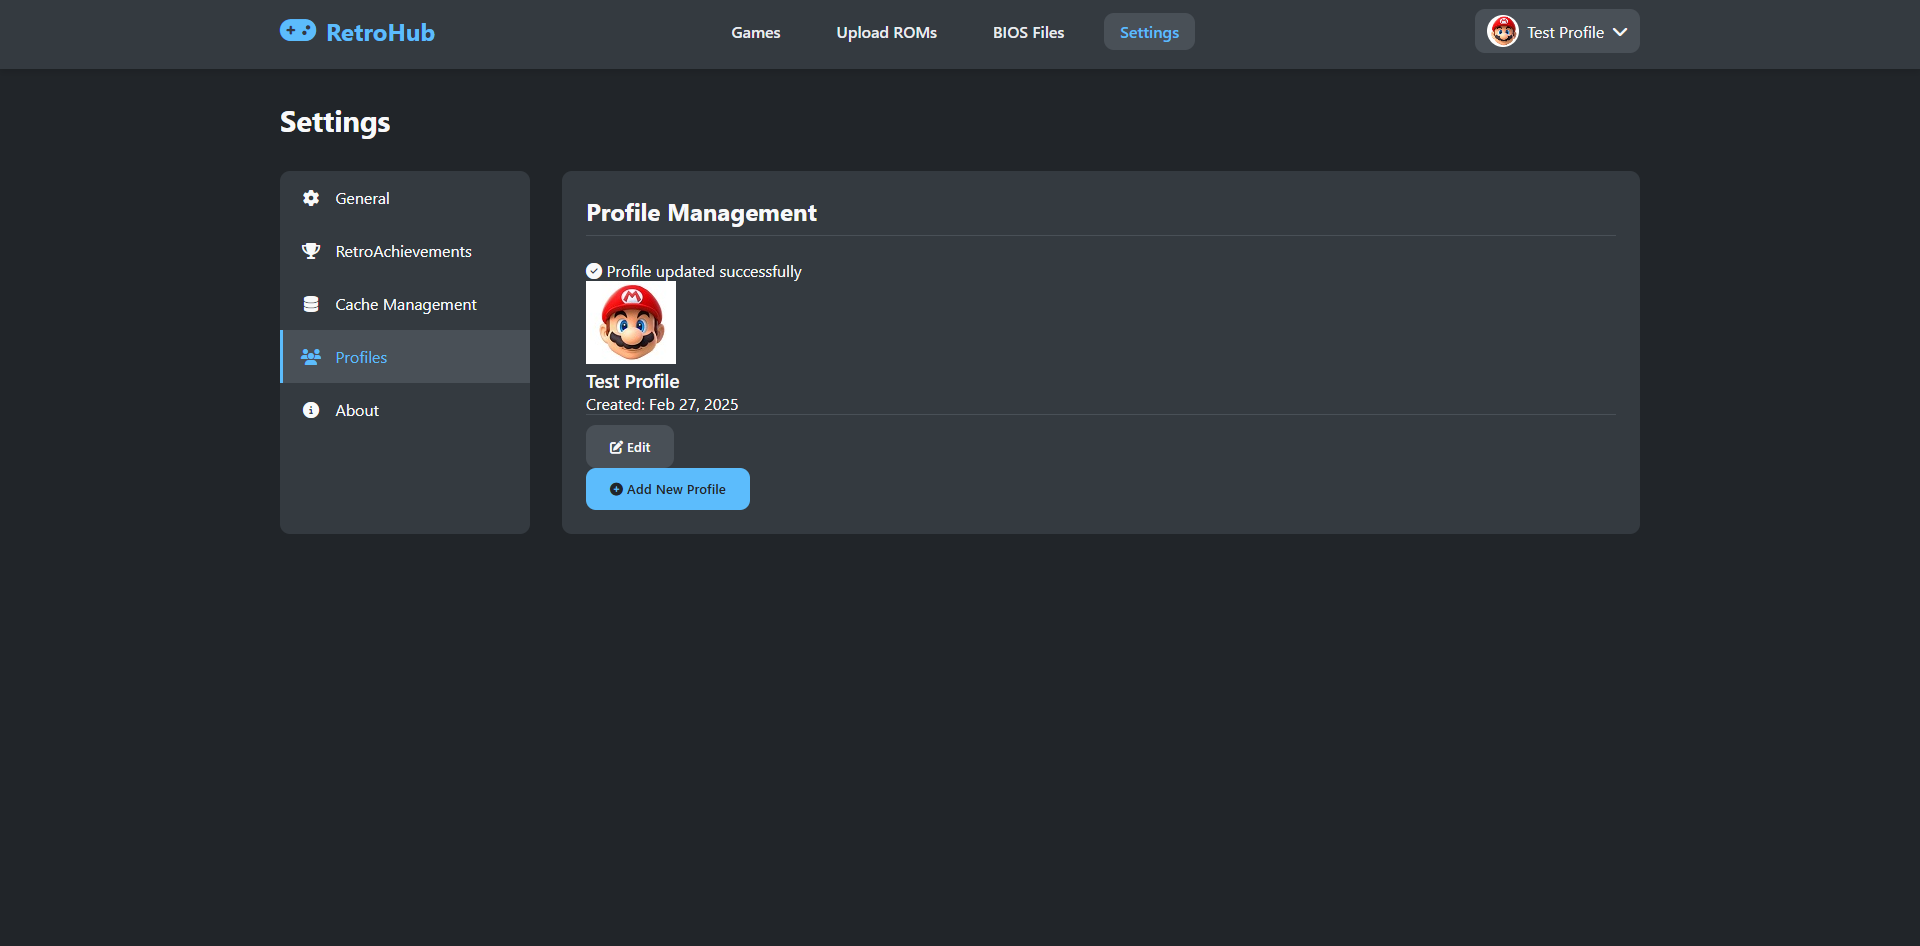 RetroHub
Games
Upload ROMs
BIOS Files
Settings
Test Profile
Settings
General
RetroAchievements
Cache Management
Profiles
About
Profile Management
Profile updated successfully
M
Test Profile
Created: Feb 27, 2025
Edit
Add New Profile